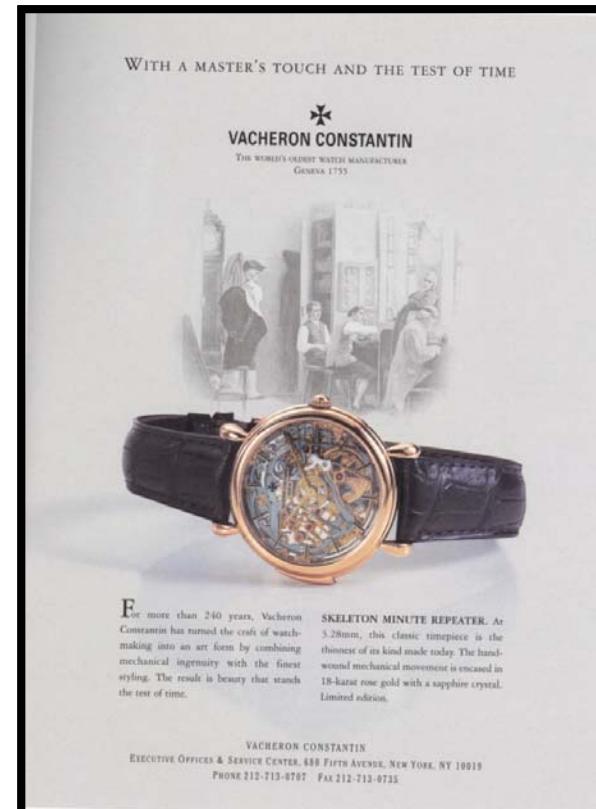 WITH A MASTER'S TOUCH AND THE TEST OF TIME
VACHERON CONSTANTIN
THE WORLD'S OLDEST WATCH MANUFACTURER
GENEVA 1755
For more than 240 years, Vacheron
Constantin has turned the craft of watch-
making into an art form by combining
mechanical ingenuity with the finest
styling. The result is beauty that stands
the test of time.
SKELETON MINUTE REPEATER. At
3.28mm, this classic timepiece is the
thinnest of its kind made today. The hand-
wound mechanical movement is encased in
18-karat rose gold with a sapphire crystal.
Limited edition.
VACHERON CONSTANTIN
EXECUTIVE OFFICES & SERVICE CENTER, 680 FIFTH AVENUE, NEW YORK, NY 10019
PHONE 212-713-0707 FAX 212-713-0735